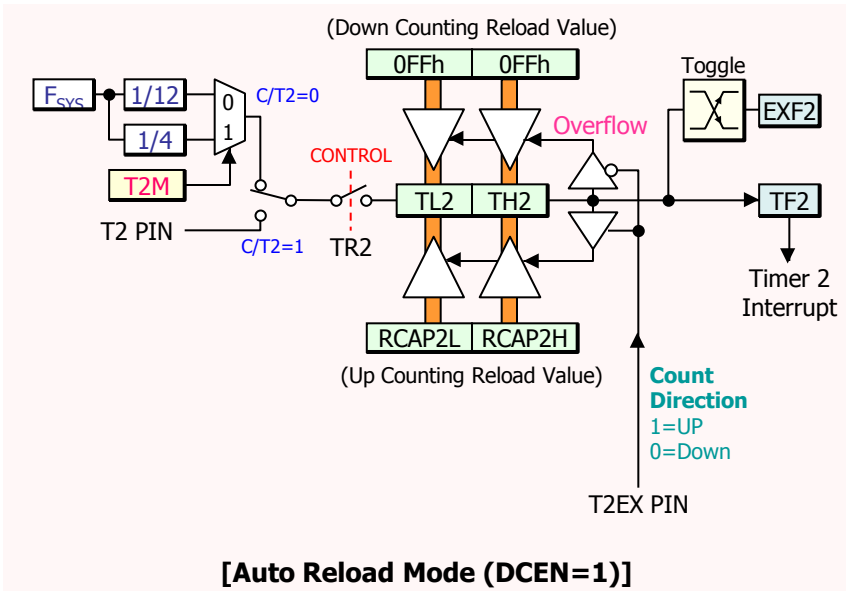 (Down Counting Reload Value)
0FFh 0FFh
Toggle
FSYS 1/12 0 C/T2=0
EXF2
1/4 1
Overflow
CONTROL
T2M
TL2 TH2
TF2
T2 PIN
C/T2=1
TR2
Timer 2
Interrupt
RCAP2L RCAP2H
(Up Counting Reload Value)
Count
Direction
1=UP
0=Down
T2EX PIN
[Auto Reload Mode (DCEN=1)]